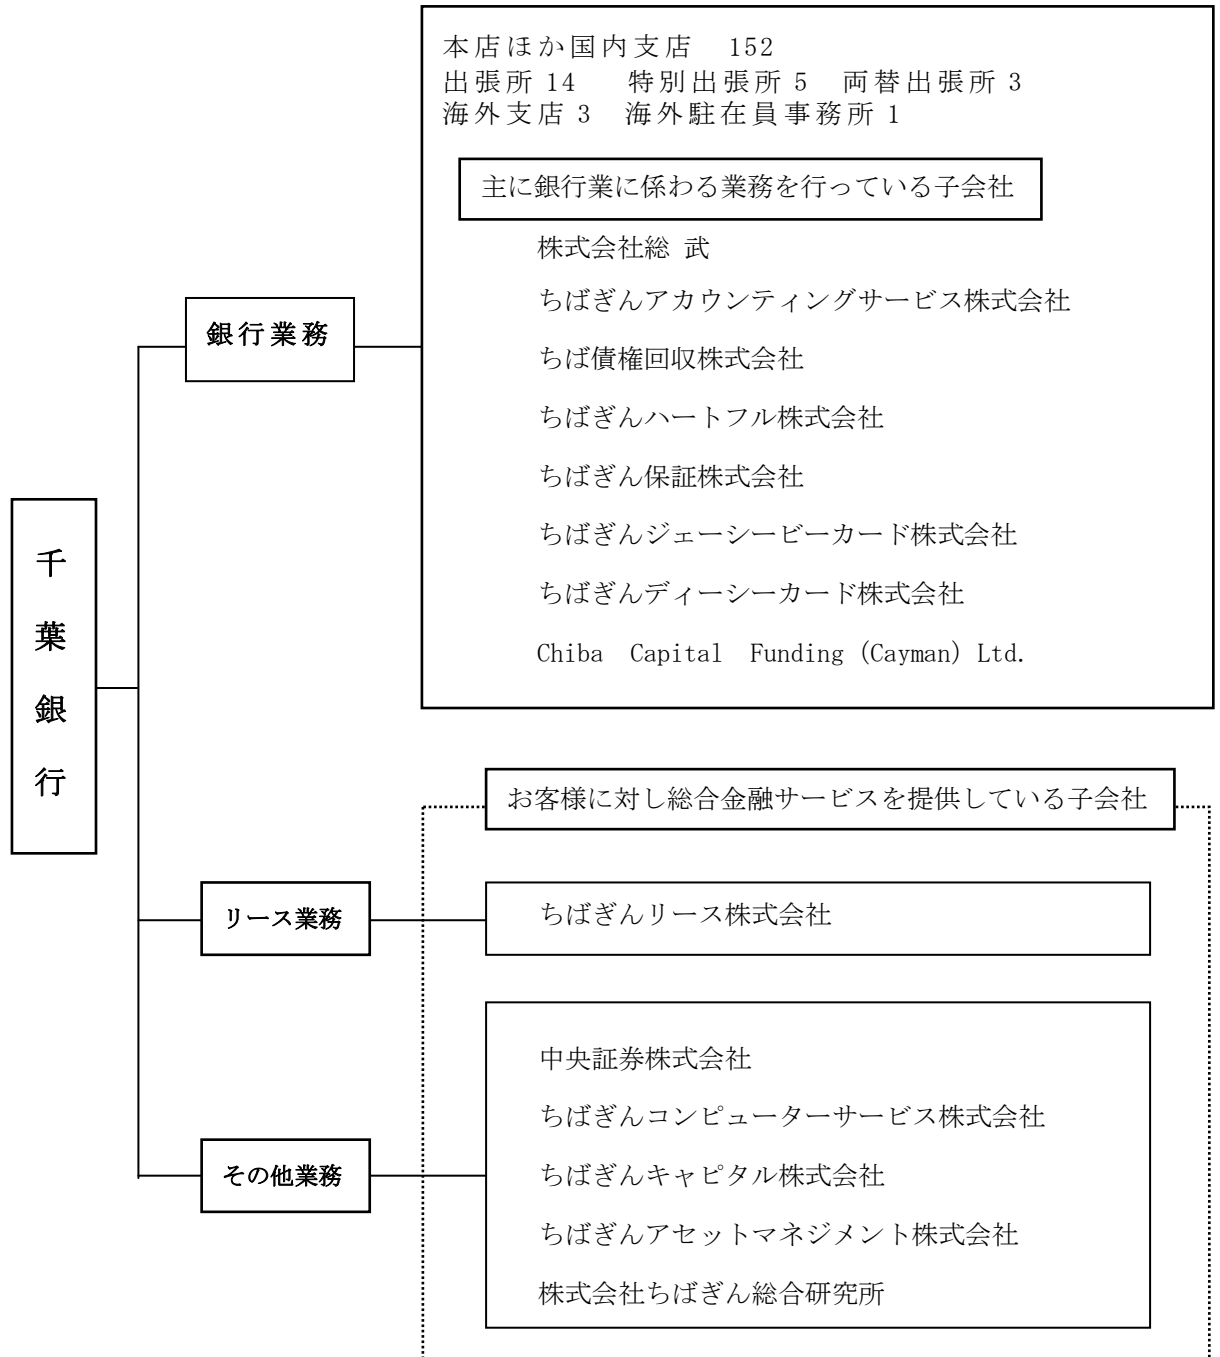 本店ほか国内支店 152
出張所 14 特別出張所 5 両替出張所 3
海外支店 3 海外駐在員事務所 1
主に銀行業に係わる業務を行っている子会社
株式会社総 武
ちばぎんアカウンティングサービス株式会社
銀行業務
ちば債権回収株式会社
ちばぎんハートフル株式会社
ちばぎん保証株式会社
ちばぎんジェーシービーカード株式会社
ちばぎんディーシーカード株式会社
Chiba Capital Funding (Cayman) Ltd.
千葉銀行
お客様に対し総合金融サービスを提供している子会社
リース業務
ちばぎんリース株式会社
中央証券株式会社
ちばぎんコンピューターサービス株式会社
その他業務
ちばぎんキャピタル株式会社
ちばぎんアセットマネジメント株式会社
株式会社ちばぎん総合研究所